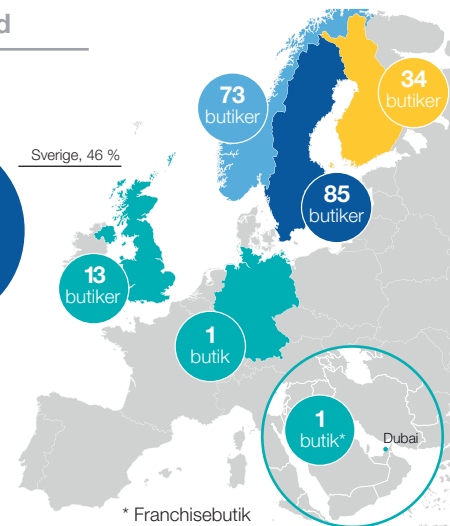 d
73
butiker
34
butiker
Sverige, 46 %
85
butiker
13
butiker
1
butik
1
butik*
Dubai
* Franchisebutik